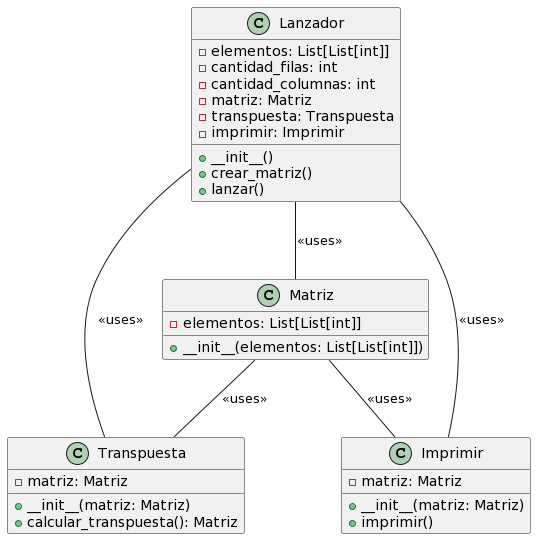 C Lanzador
elementos: List[List[int]]
cantidad_filas: int
cantidad_columnas: int
matriz: Matriz
transpuesta: Transpuesta
imprimir: Imprimir
__init__()
crear_matriz()
lanzar()
«uses»
C Matriz
elementos: List[List[int]]
__init__(elementos: List[List[int]])
«uses»
«uses»
«uses»
«uses»
C Transpuesta
matriz: Matriz
__init__(matriz: Matriz)
calcular_transpuesta(): Matriz
C Imprimir
matriz: Matriz
__init__(matriz: Matriz)
imprimir()